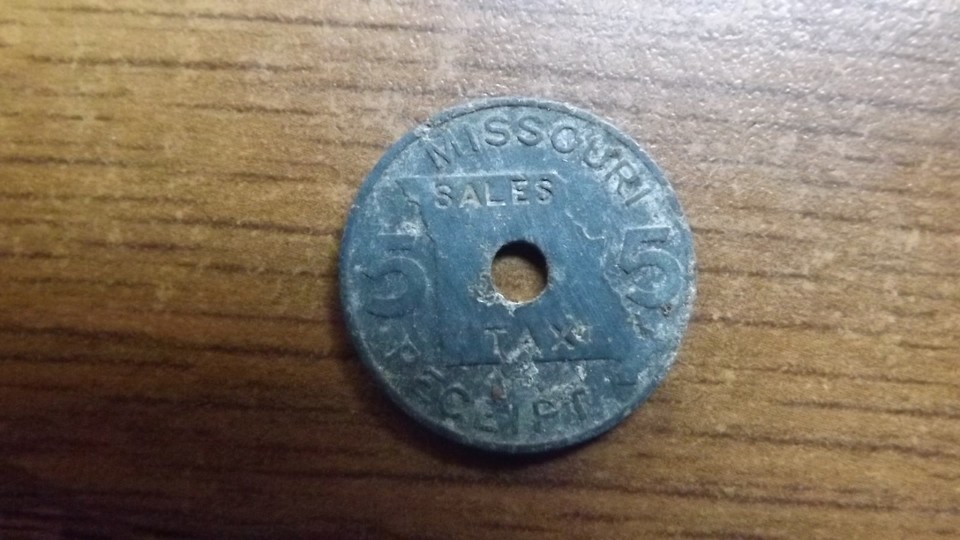 MISSOURI
SALES
5 5
TAX
RECEIPT